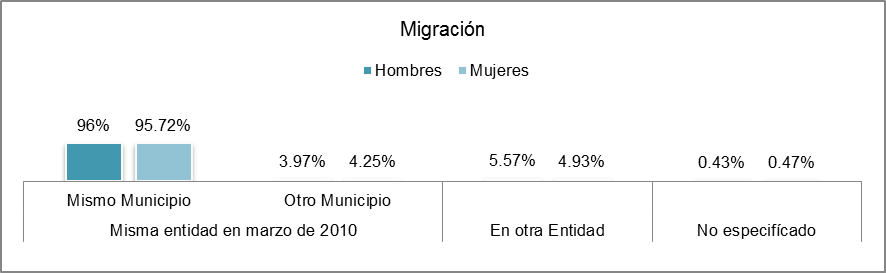 Migración
Hombres Mujeres
96% 95.72% 3.97% 4.25% 5.57% 4.93% 0.43% 0.47%
Mismo Municipio Otro Municipio
Misma entidad en marzo de 2010 En otra Entidad No especifícado